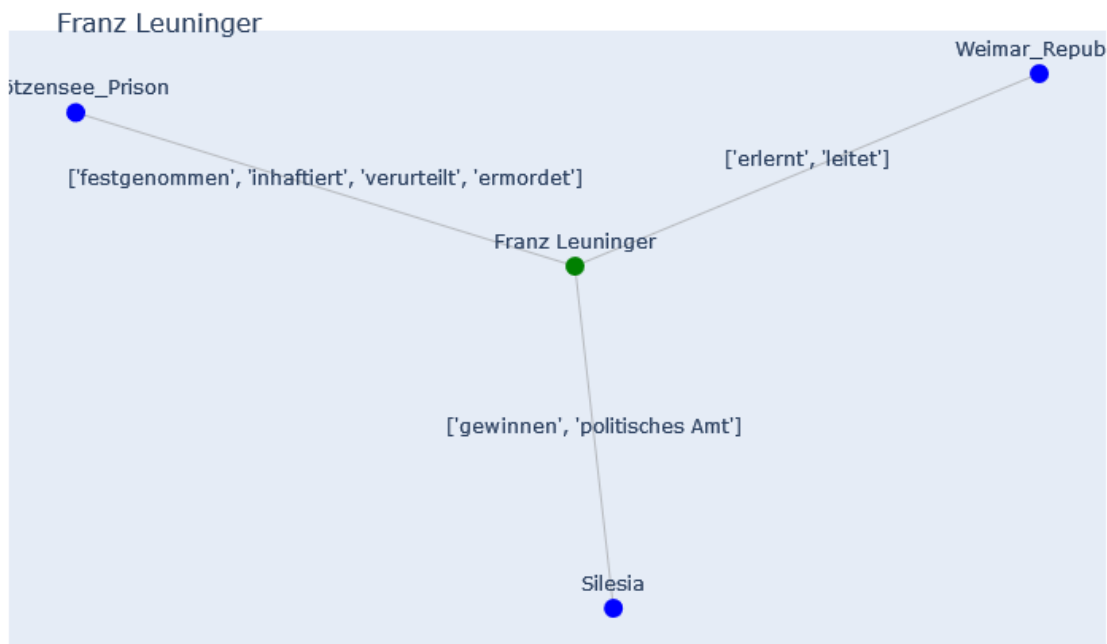 Franz Leuninger
Weimar_Repub
ötzensee_Prison
['erlernt', 'leitet']
['festgenommen', 'inhaftiert', 'verurteilt', 'ermordet']
Franz Leuninger
['gewinnen', 'politisches Amt']
Silesia